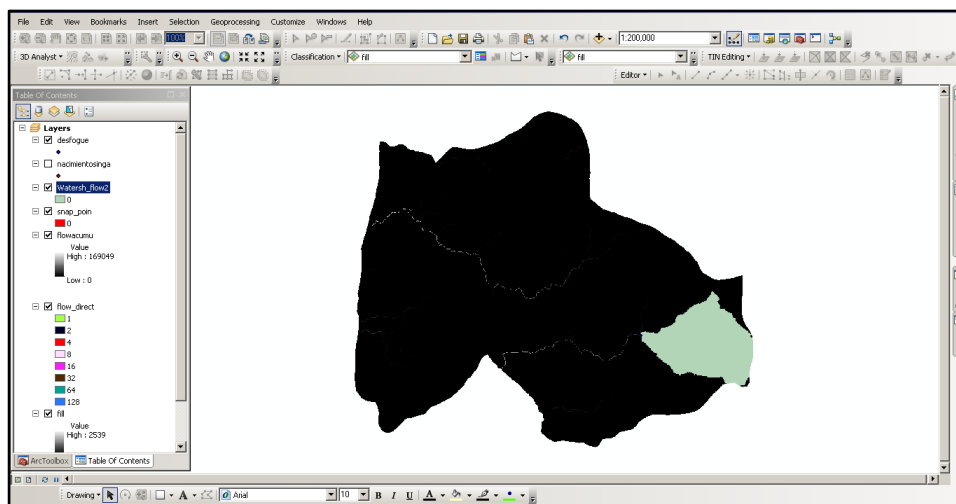 File Edit View Bookmarks Insert Selection Geoprocessing Customize Windows Help
100% 1:200,000
3D Analyst Classification fill fill TIN Editing
Editor
Table Of Contents
Layers
desfogue
nacimientosinga
Watersh_flow2
0
snap_poin
0
flowacumu
Value
High : 169049
Low : 0
flow_direct
1
2
4
8
16
32
64
128
fill
Value
High : 2539
ArcToolbox Table Of Contents
Drawing A Arial 10 B I U A